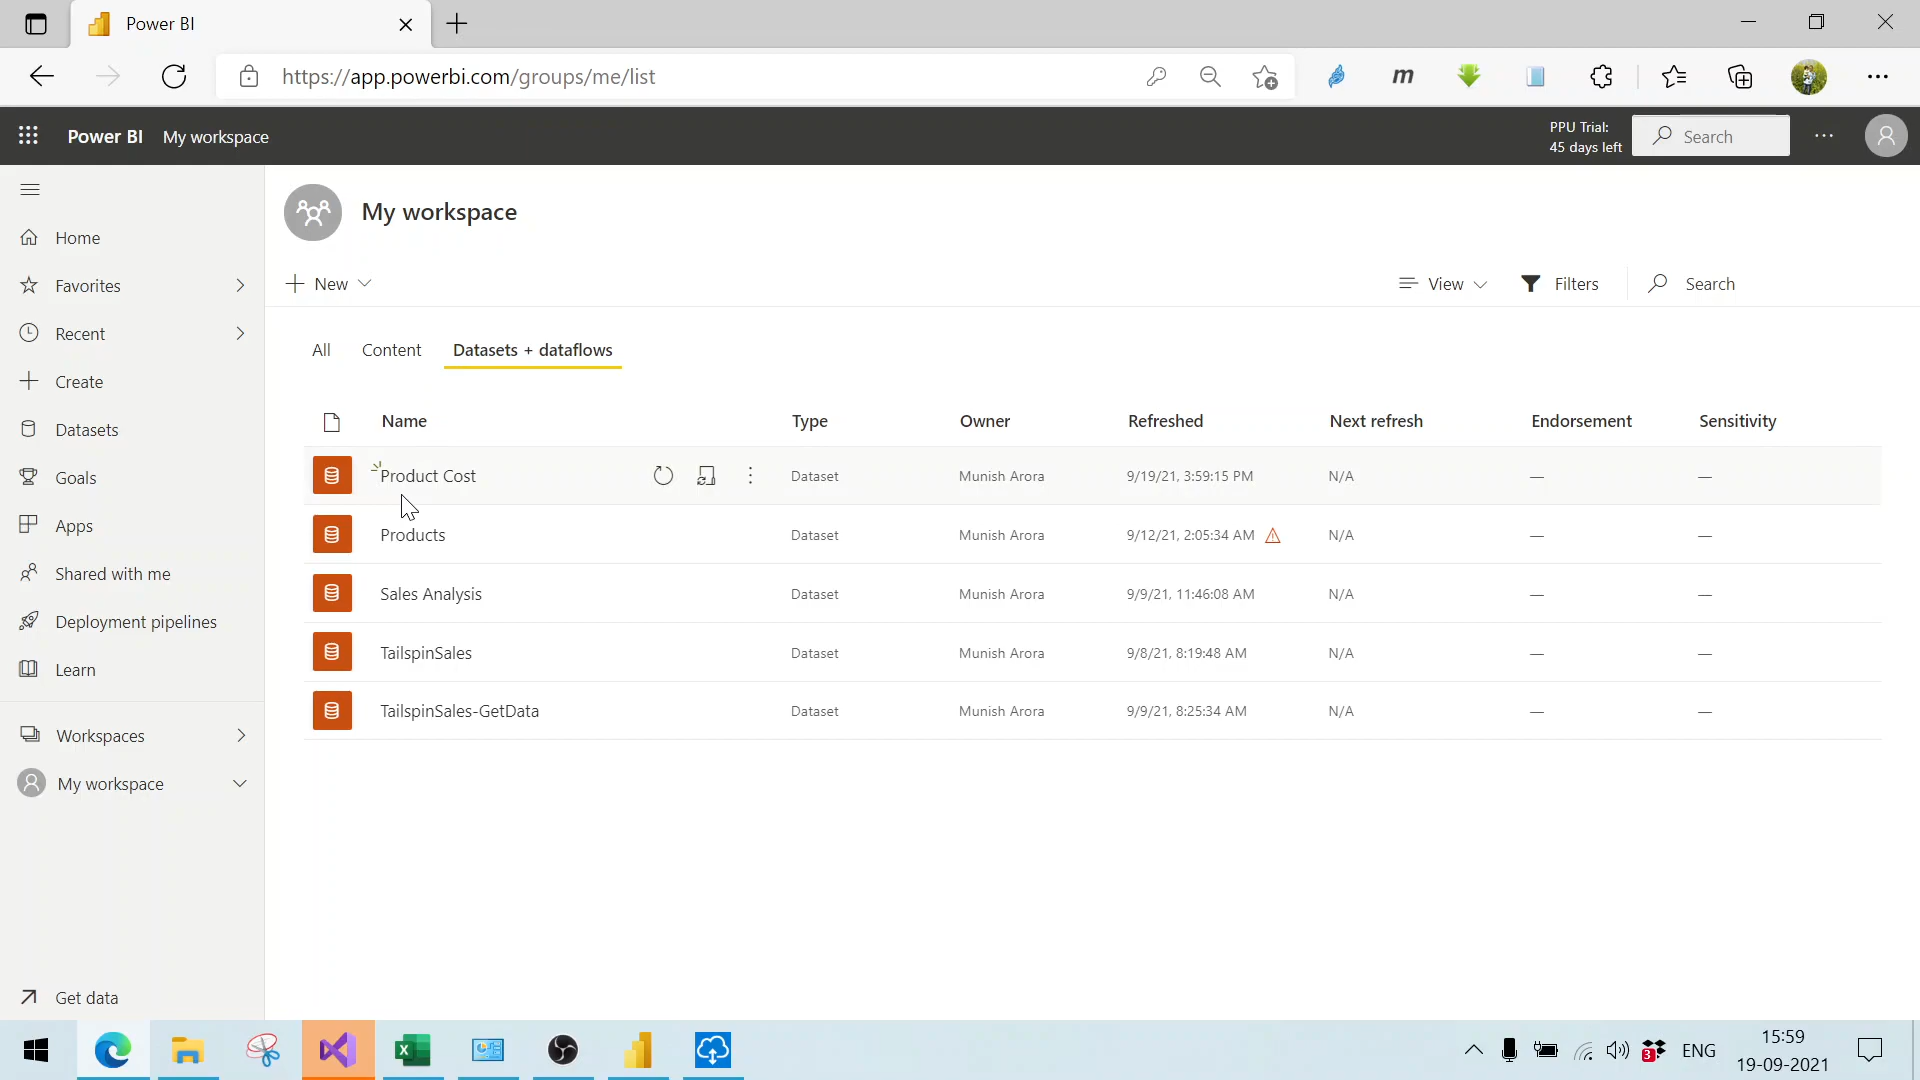 Power BI
https://app.powerbi.com/groups/me/list
m
Power BI My workspace
PPU Trial:
45 days left
Search
My workspace
Home
Favorites
Recent
Create
Datasets
Goals
Apps
Shared with me
Deployment pipelines
Learn
Workspaces
My workspace
Get data
New
View
Filters
Search
All Content Datasets + dataflows
Name Type Owner Refreshed Next refresh Endorsement Sensitivity
Product Cost Dataset Munish Arora 9/19/21, 3:59:15 PM N/A — —
Products Dataset Munish Arora 9/12/21, 2:05:34 AM N/A — —
Sales Analysis Dataset Munish Arora 9/9/21, 11:46:08 AM N/A — —
TailspinSales Dataset Munish Arora 9/8/21, 8:19:48 AM N/A — —
TailspinSales-GetData Dataset Munish Arora 9/9/21, 8:25:34 AM N/A — —
3
ENG
15:59
19-09-2021